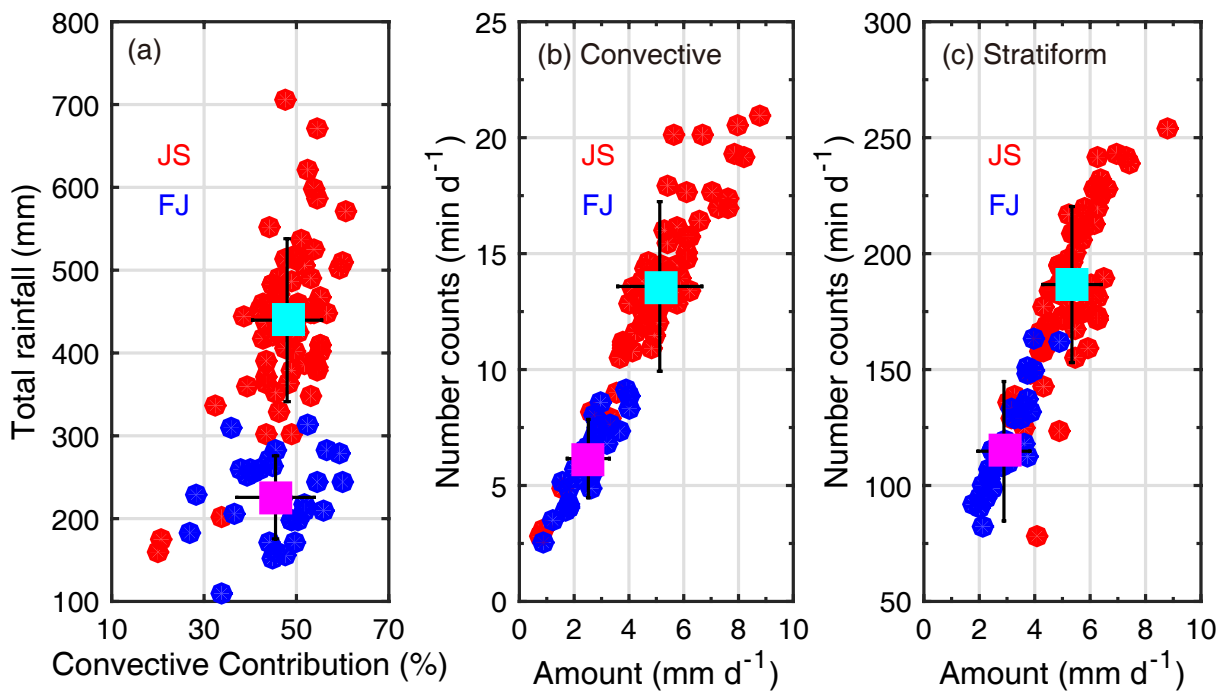 (a)
JS
FJ
Total rainfall (mm)
800
700
600
500
400
300
200
100
10
30
50
70
Convective Contribution (%)
(b) Convective
JS
FJ
Number counts (min d⁻¹)
25
20
15
10
5
0
0
2
4
6
8
10
Amount (mm d⁻¹)
(c) Stratiform
JS
FJ
Number counts (min d⁻¹)
300
250
200
150
100
50
0
2
4
6
8
10
Amount (mm d⁻¹)